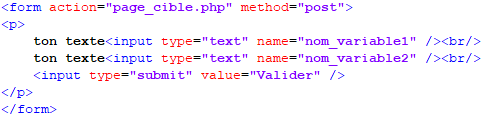 <form action="page_cible.php" method="post">
<p>
ton texte<input type="text" name="nom_variable1" /><br/>
ton texte<input type="text" name="nom_variable2" /><br/>
<input type="submit" value="Valider" />
</p>
</form>